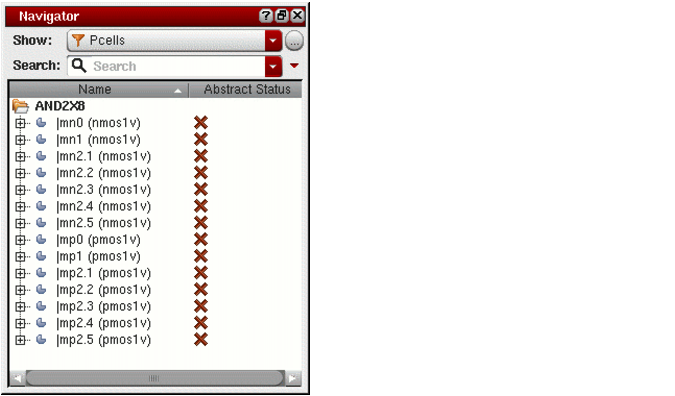 Navigator
Show: Pcells ...
Search: Search
Name Abstract Status
AND2X8
|mn0 (nmos1v)
|mn1 (nmos1v)
|mn2.1 (nmos1v)
|mn2.2 (nmos1v)
|mn2.3 (nmos1v)
|mn2.4 (nmos1v)
|mn2.5 (nmos1v)
|mp0 (pmos1v)
|mp1 (pmos1v)
|mp2.1 (pmos1v)
|mp2.2 (pmos1v)
|mp2.3 (pmos1v)
|mp2.4 (pmos1v)
|mp2.5 (pmos1v)